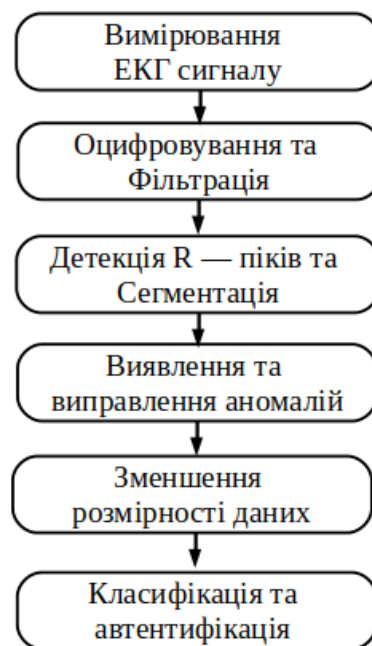 Вимірювання
ЕКГ сигналу
Оцифровування та
Фільтрація
Детекція R — піків та
Сегментація
Виявлення та
виправлення аномалій
Зменшення
розмірності даних
Класифікація та
автентифікація